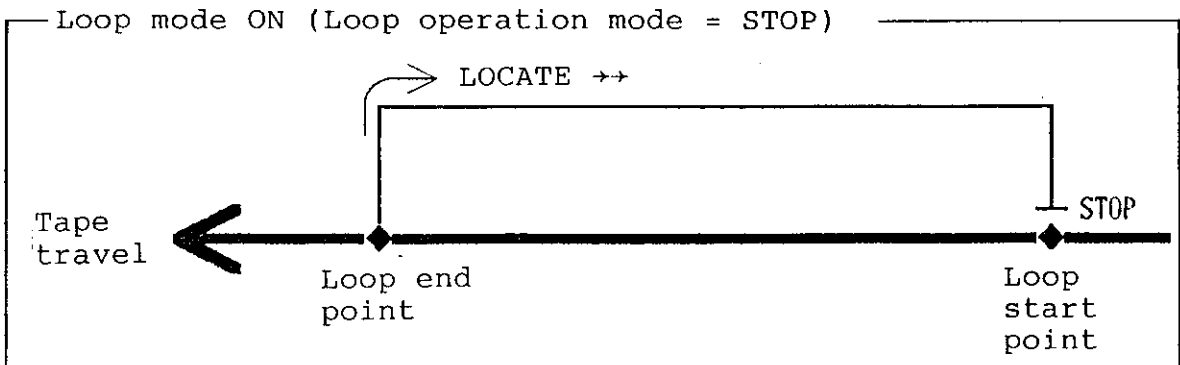 Loop mode ON (Loop operation mode = STOP)
LOCATE →→
STOP
Tape
travel
Loop end
point
Loop
start
point